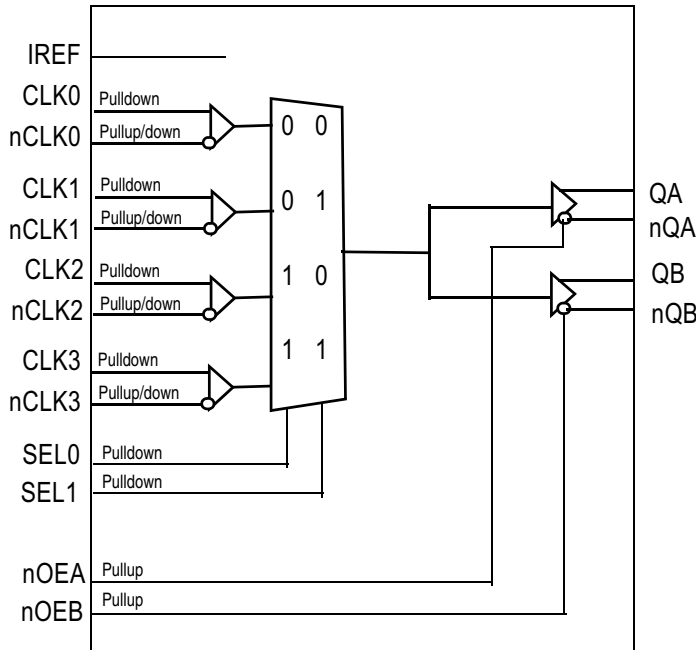 IREF
CLK0 Pulldown
nCLK0 Pullup/down
0 0
CLK1 Pulldown
nCLK1 Pullup/down
0 1
QA
nQA
CLK2 Pulldown
nCLK2 Pullup/down
1 0
QB
nQB
CLK3 Pulldown
nCLK3 Pullup/down
1 1
SEL0 Pulldown
SEL1 Pulldown
nOEA Pullup
nOEB Pullup